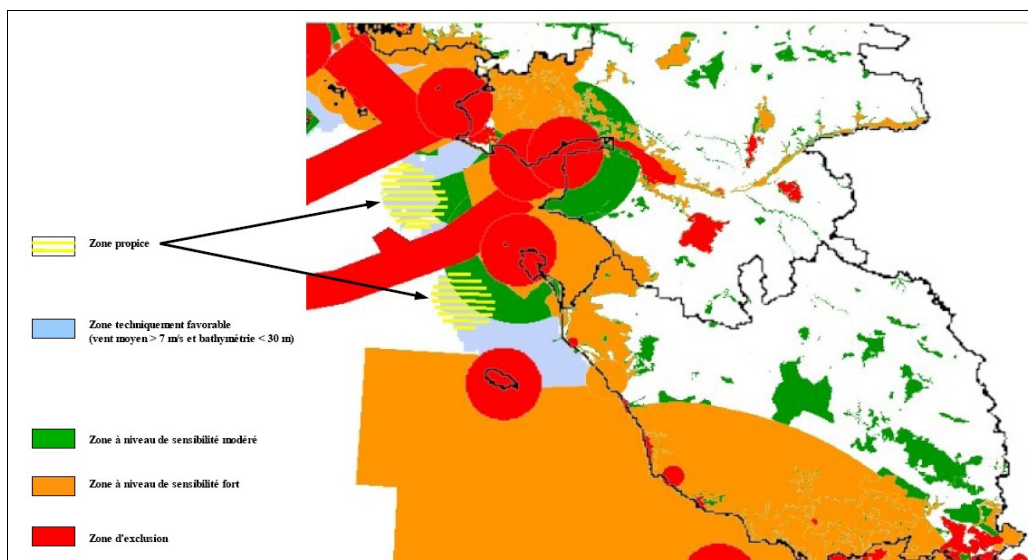 Zone propice
Zone techniquement favorable
(vent moyen > 7 m/s et bathymétrie < 30 m)
Zone à niveau de sensibilité modéré
Zone à niveau de sensibilité fort
Zone d'exclusion